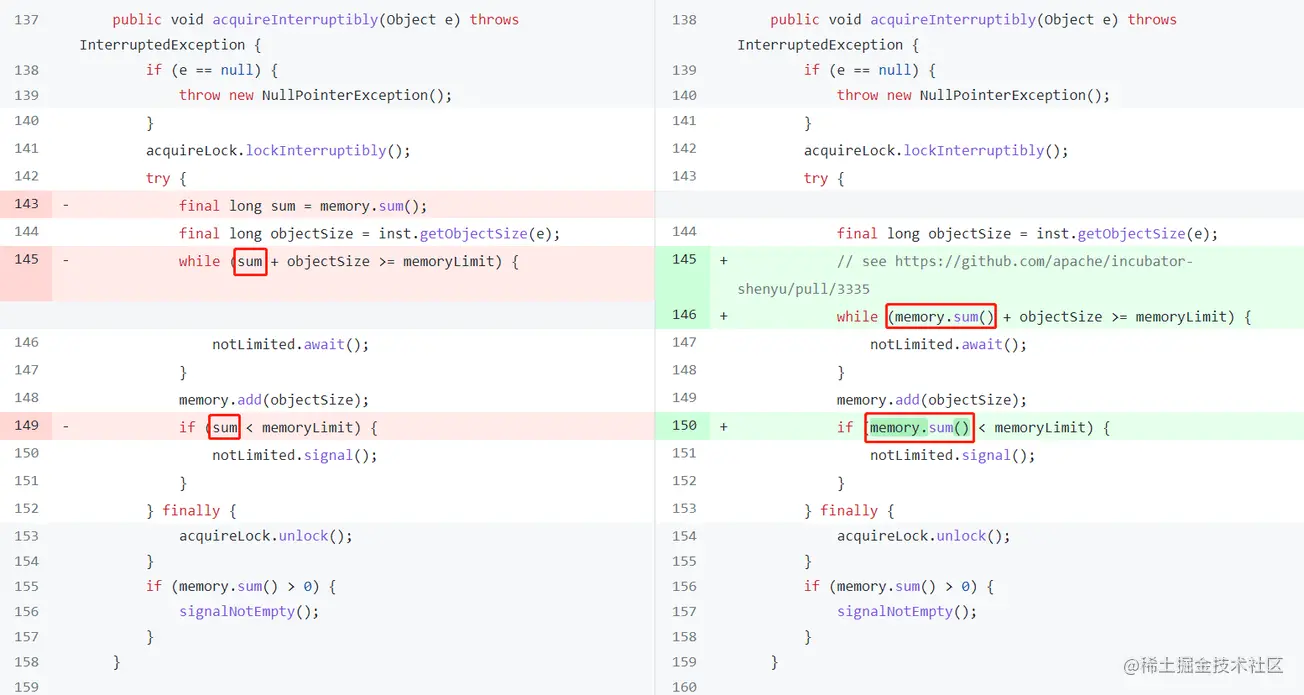 137 public void acquireInterruptibly(Object e) throws
InterruptedException {
138 if (e == null) {
139 throw new NullPointerException();
140 }
141 acquireLock.lockInterruptibly();
142 try {
143 - final long sum = memory.sum();
144 final long objectSize = inst.getObjectSize(e);
145 - while (sum + objectSize >= memoryLimit) {
146 notLimited.await();
147 }
148 memory.add(objectSize);
149 - if (sum < memoryLimit) {
150 notLimited.signal();
151 }
152 } finally {
153 acquireLock.unlock();
154 }
155 if (memory.sum() > 0) {
156 signalNotEmpty();
157 }
158 }
159
138 public void acquireInterruptibly(Object e) throws
InterruptedException {
139 if (e == null) {
140 throw new NullPointerException();
141 }
142 acquireLock.lockInterruptibly();
143 try {
144 final long objectSize = inst.getObjectSize(e);
145 + // see https://github.com/apache/incubator-
shenyu/pull/3335
146 + while (memory.sum() + objectSize >= memoryLimit) {
147 notLimited.await();
148 }
149 memory.add(objectSize);
150 + if (memory.sum() < memoryLimit) {
151 notLimited.signal();
152 }
153 } finally {
154 acquireLock.unlock();
155 }
156 if (memory.sum() > 0) {
157 signalNotEmpty();
158 }
159 }
160
@稀土掘金技术社区